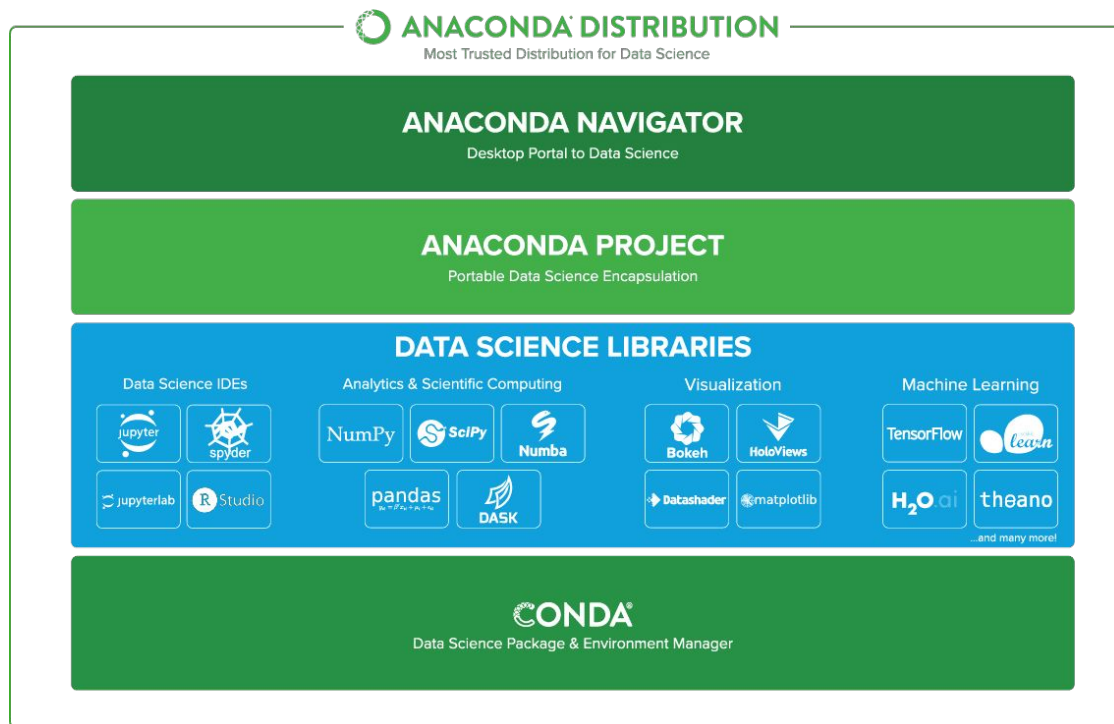 ANACONDA DISTRIBUTION
Most Trusted Distribution for Data Science
ANACONDA NAVIGATOR
Desktop Portal to Data Science
ANACONDA PROJECT
Portable Data Science Encapsulation
DATA SCIENCE LIBRARIES
Data Science IDEs
jupyter
spyder
jupyterlab
R Studio
Analytics & Scientific Computing
NumPy
SciPy
Numba
pandas
DASK
Visualization
Bokeh
HoloViews
Datashader
matplotlib
Machine Learning
TensorFlow
learn
H2O.ai
theano
...and many more!
CONDA®
Data Science Package & Environment Manager